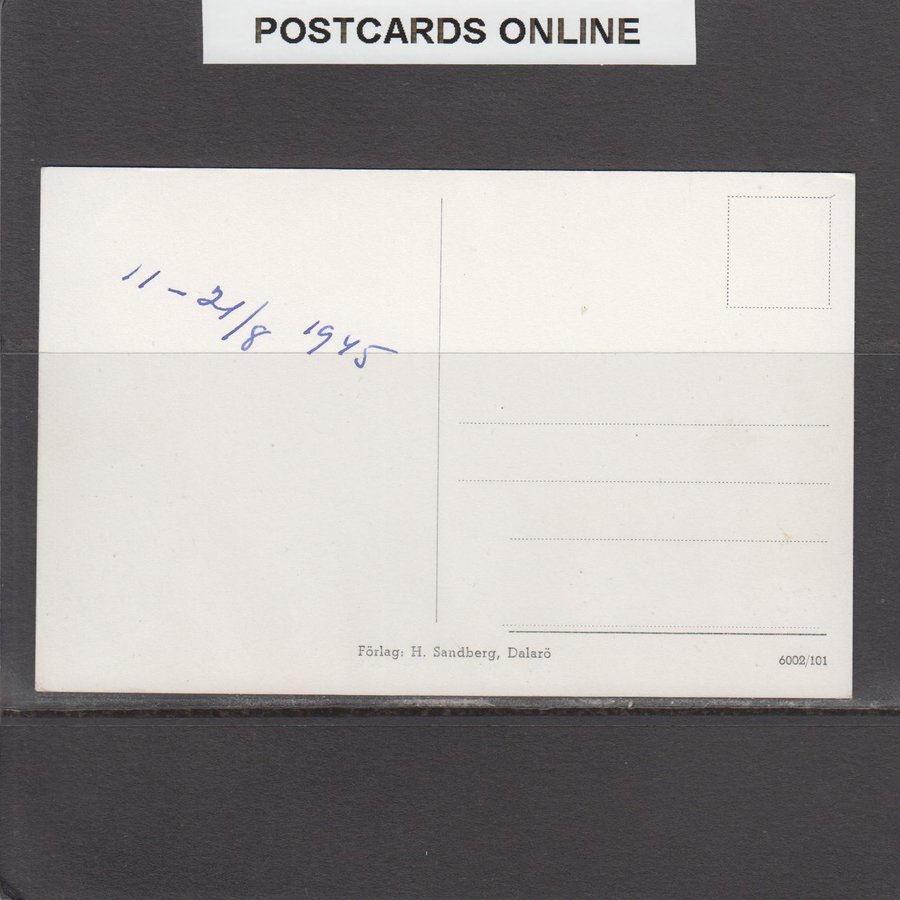 POSTCARDS ONLINE
11 - 21/8 1945
Förlag: H. Sandberg, Dalarö
6002/101